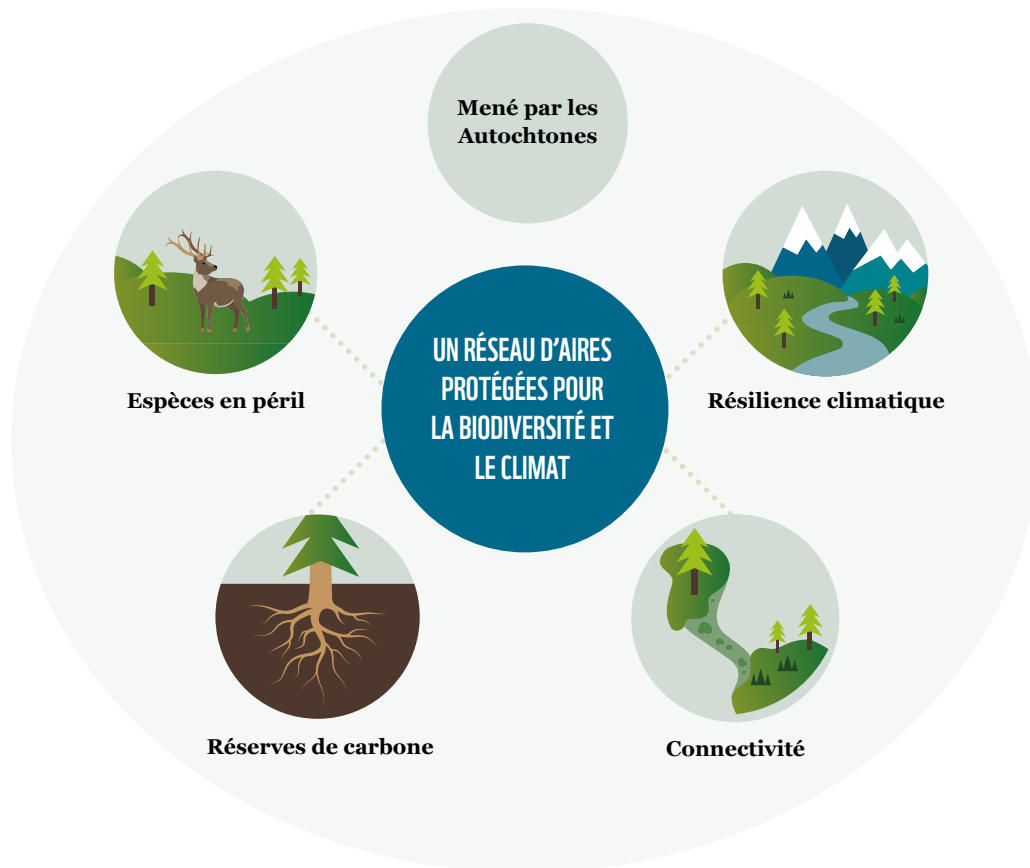 Mené par les
Autochtones
Espèces en péril
UN RÉSEAU D'AIRES
PROTÉGÉES POUR
LA BIODIVERSITÉ ET
LE CLIMAT
Résilience climatique
Réserves de carbone
Connectivité